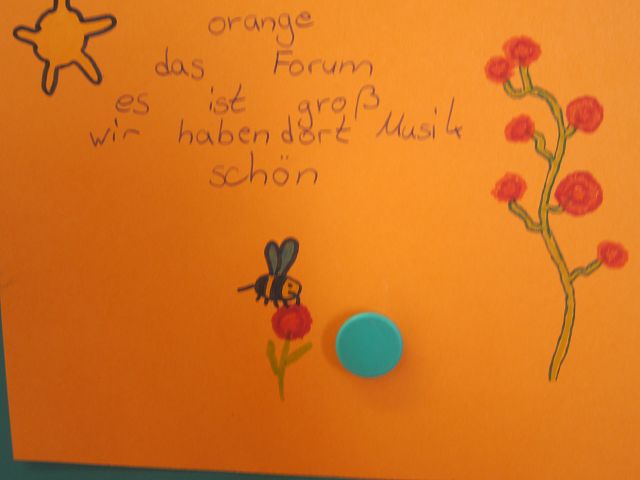 orange
das Forum
es ist groß
wir haben dort Musik
schön